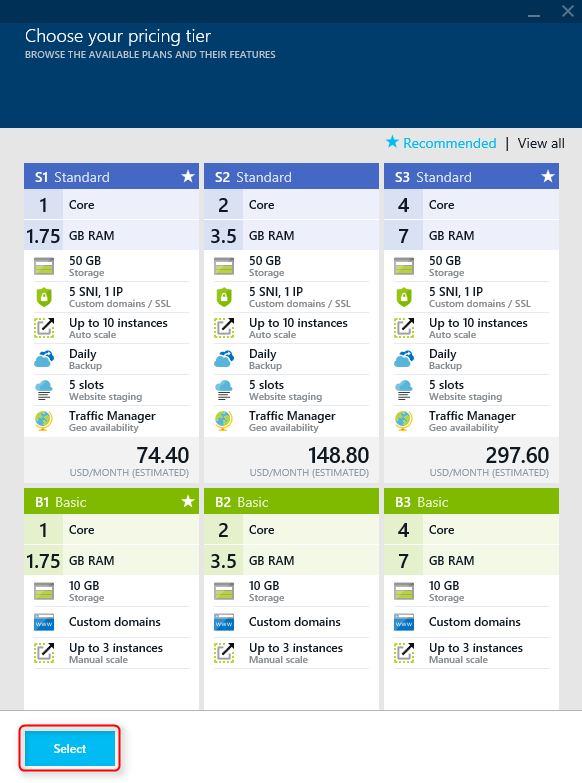 Choose your pricing tier
BROWSE THE AVAILABLE PLANS AND THEIR FEATURES
★ Recommended | View all
S1 Standard ★
1 Core
1.75 GB RAM
50 GB
Storage
5 SNI, 1 IP
Custom domains / SSL
Up to 10 instances
Auto scale
Daily
Backup
5 slots
Website staging
Traffic Manager
Geo availability
74.40
USD/MONTH (ESTIMATED)
S2 Standard
2 Core
3.5 GB RAM
50 GB
Storage
5 SNI, 1 IP
Custom domains / SSL
Up to 10 instances
Auto scale
Daily
Backup
5 slots
Website staging
Traffic Manager
Geo availability
148.80
USD/MONTH (ESTIMATED)
S3 Standard ★
4 Core
7 GB RAM
50 GB
Storage
5 SNI, 1 IP
Custom domains / SSL
Up to 10 instances
Auto scale
Daily
Backup
5 slots
Website staging
Traffic Manager
Geo availability
297.60
USD/MONTH (ESTIMATED)
B1 Basic ★
1 Core
1.75 GB RAM
10 GB
Storage
www
Custom domains
Up to 3 instances
Manual scale
B2 Basic
2 Core
3.5 GB RAM
10 GB
Storage
www
Custom domains
Up to 3 instances
Manual scale
B3 Basic
4 Core
7 GB RAM
10 GB
Storage
www
Custom domains
Up to 3 instances
Manual scale
Select